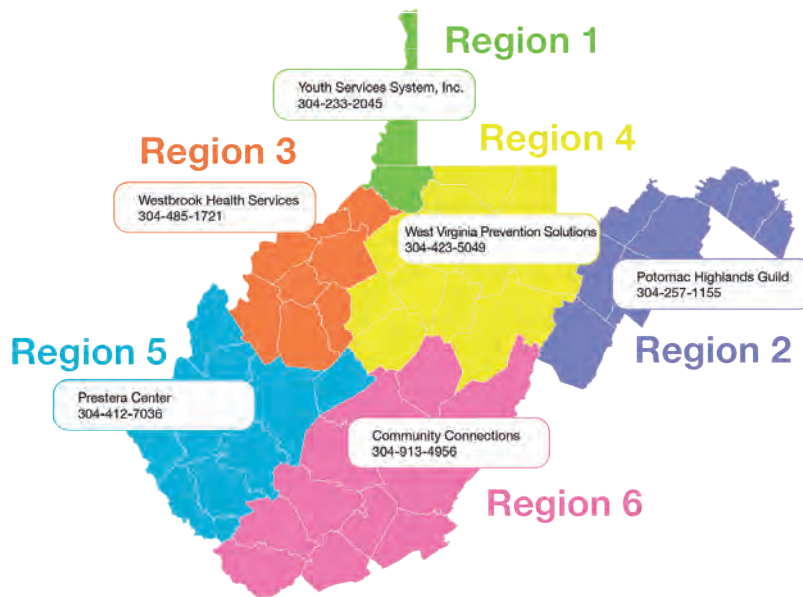 Region 1
Youth Services System, Inc.
304-233-2045
Region 3
Region 4
Westbrook Health Services
304-485-1721
West Virginia Prevention Solutions
304-423-5049
Potomac Highlands Guild
304-257-1155
Region 5
Region 2
Prestera Center
304-412-7036
Community Connections
304-913-4956
Region 6